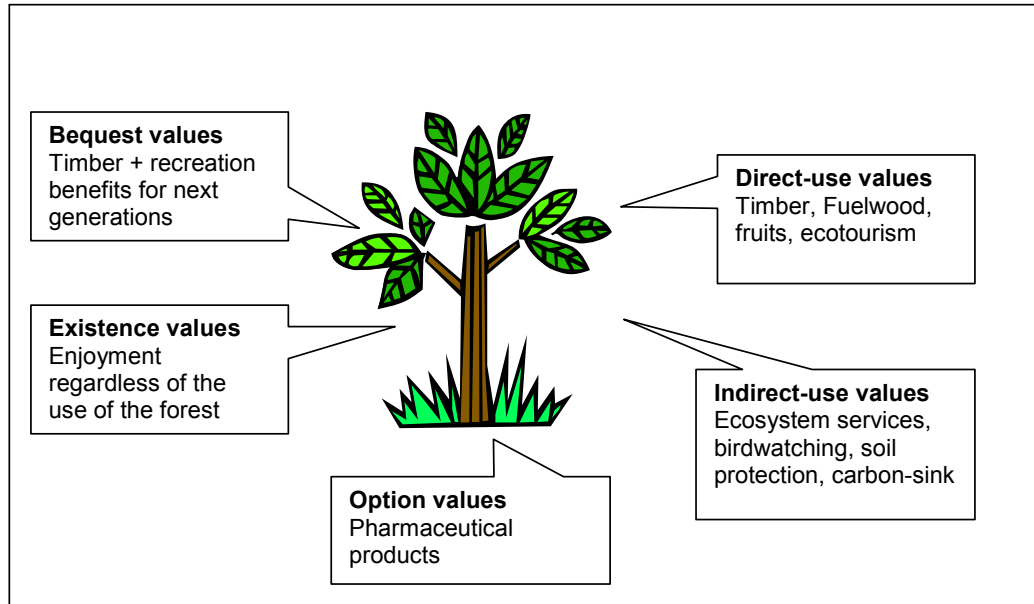 Bequest values
Timber + recreation
benefits for next
generations
Direct-use values
Timber, Fuelwood,
fruits, ecotourism
Existence values
Enjoyment
regardless of the
use of the forest
Indirect-use values
Ecosystem services,
birdwatching, soil
protection, carbon-sink
Option values
Pharmaceutical
products